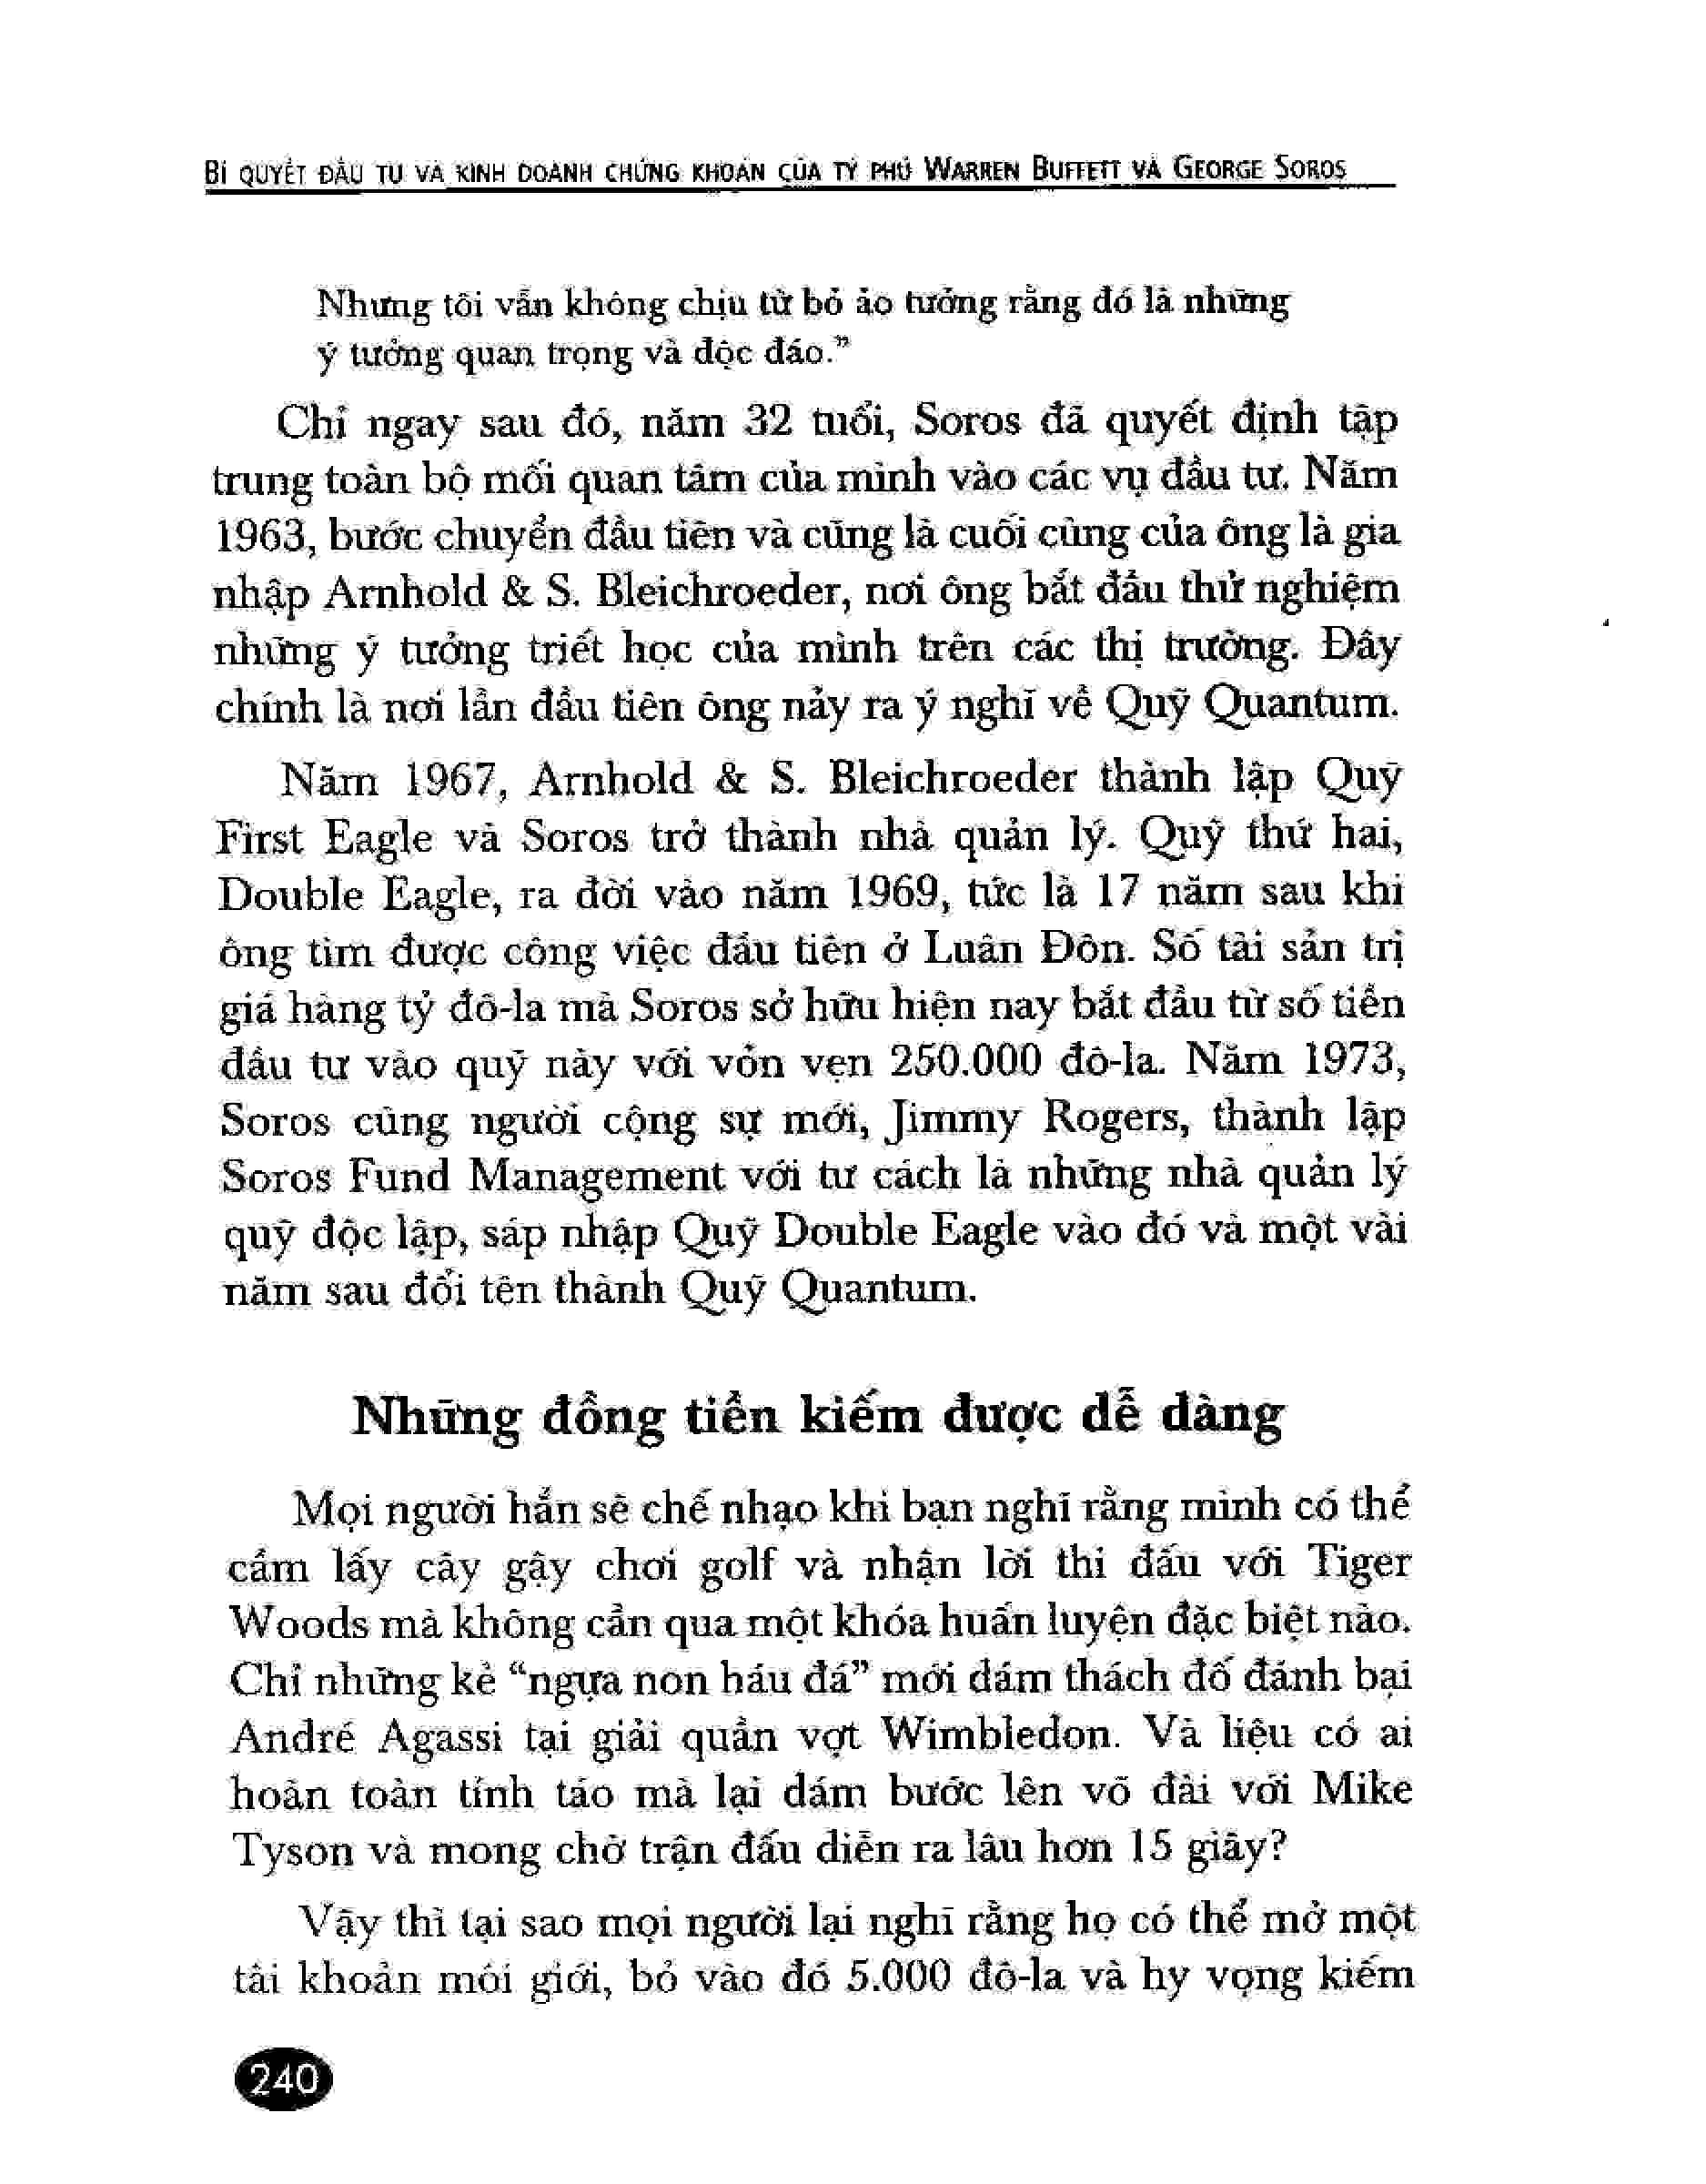 BÍ QUYẾT ĐẦU TƯ VÀ KINH DOANH CHỨNG KHOÁN CỦA TỶ PHÚ WARREN BUFFETT VÀ GEORGE SOROS
Nhưng tôi vẫn không chịu từ bỏ ảo tưởng rằng đó là những
ý tưởng quan trọng và độc đáo.”
Chỉ ngay sau đó, năm 32 tuổi, Soros đã quyết định tập
trung toàn bộ mối quan tâm của mình vào các vụ đầu tư. Năm
1963, bước chuyển đầu tiên và cũng là cuối cùng của ông là gia
nhập Arnhold & S. Bleichroeder, nơi ông bắt đầu thử nghiệm
những ý tưởng triết học của mình trên các thị trường. Đây
chính là nơi lần đầu tiên ông nảy ra ý nghĩ về Quỹ Quantum.
Năm 1967, Arnhold & S. Bleichroeder thành lập Quỹ
First Eagle và Soros trở thành nhà quản lý. Quỹ thứ hai,
Double Eagle, ra đời vào năm 1969, tức là 17 năm sau khi
ông tìm được công việc đầu tiên ở Luân Đôn. Số tài sản trị
giá hàng tỷ đô-la mà Soros sở hữu hiện nay bắt đầu từ số tiền
đầu tư vào quỹ này với vỏn vẹn 250.000 đô-la. Năm 1973,
Soros cùng người cộng sự mới, Jimmy Rogers, thành lập
Soros Fund Management với tư cách là những nhà quản lý
quỹ độc lập, sáp nhập Quỹ Double Eagle vào đó và một vài
năm sau đổi tên thành Quỹ Quantum.
Những đồng tiền kiếm được dễ dàng
Mọi người hẳn sẽ chế nhạo khi bạn nghĩ rằng mình có thể
cầm lấy cây gậy chơi golf và nhận lời thi đấu với Tiger
Woods mà không cần qua một khóa huấn luyện đặc biệt nào.
Chỉ những kẻ “ngựa non háu đá” mới dám thách đố đánh bại
André Agassi tại giải quần vợt Wimbledon. Và liệu có ai
hoàn toàn tỉnh táo mà lại dám bước lên võ đài với Mike
Tyson và mong chờ trận đấu diễn ra lâu hơn 15 giây?
Vậy thì tại sao mọi người lại nghĩ rằng họ có thể mở một
tài khoản môi giới, bỏ vào đó 5.000 đô-la và hy vọng kiếm
240